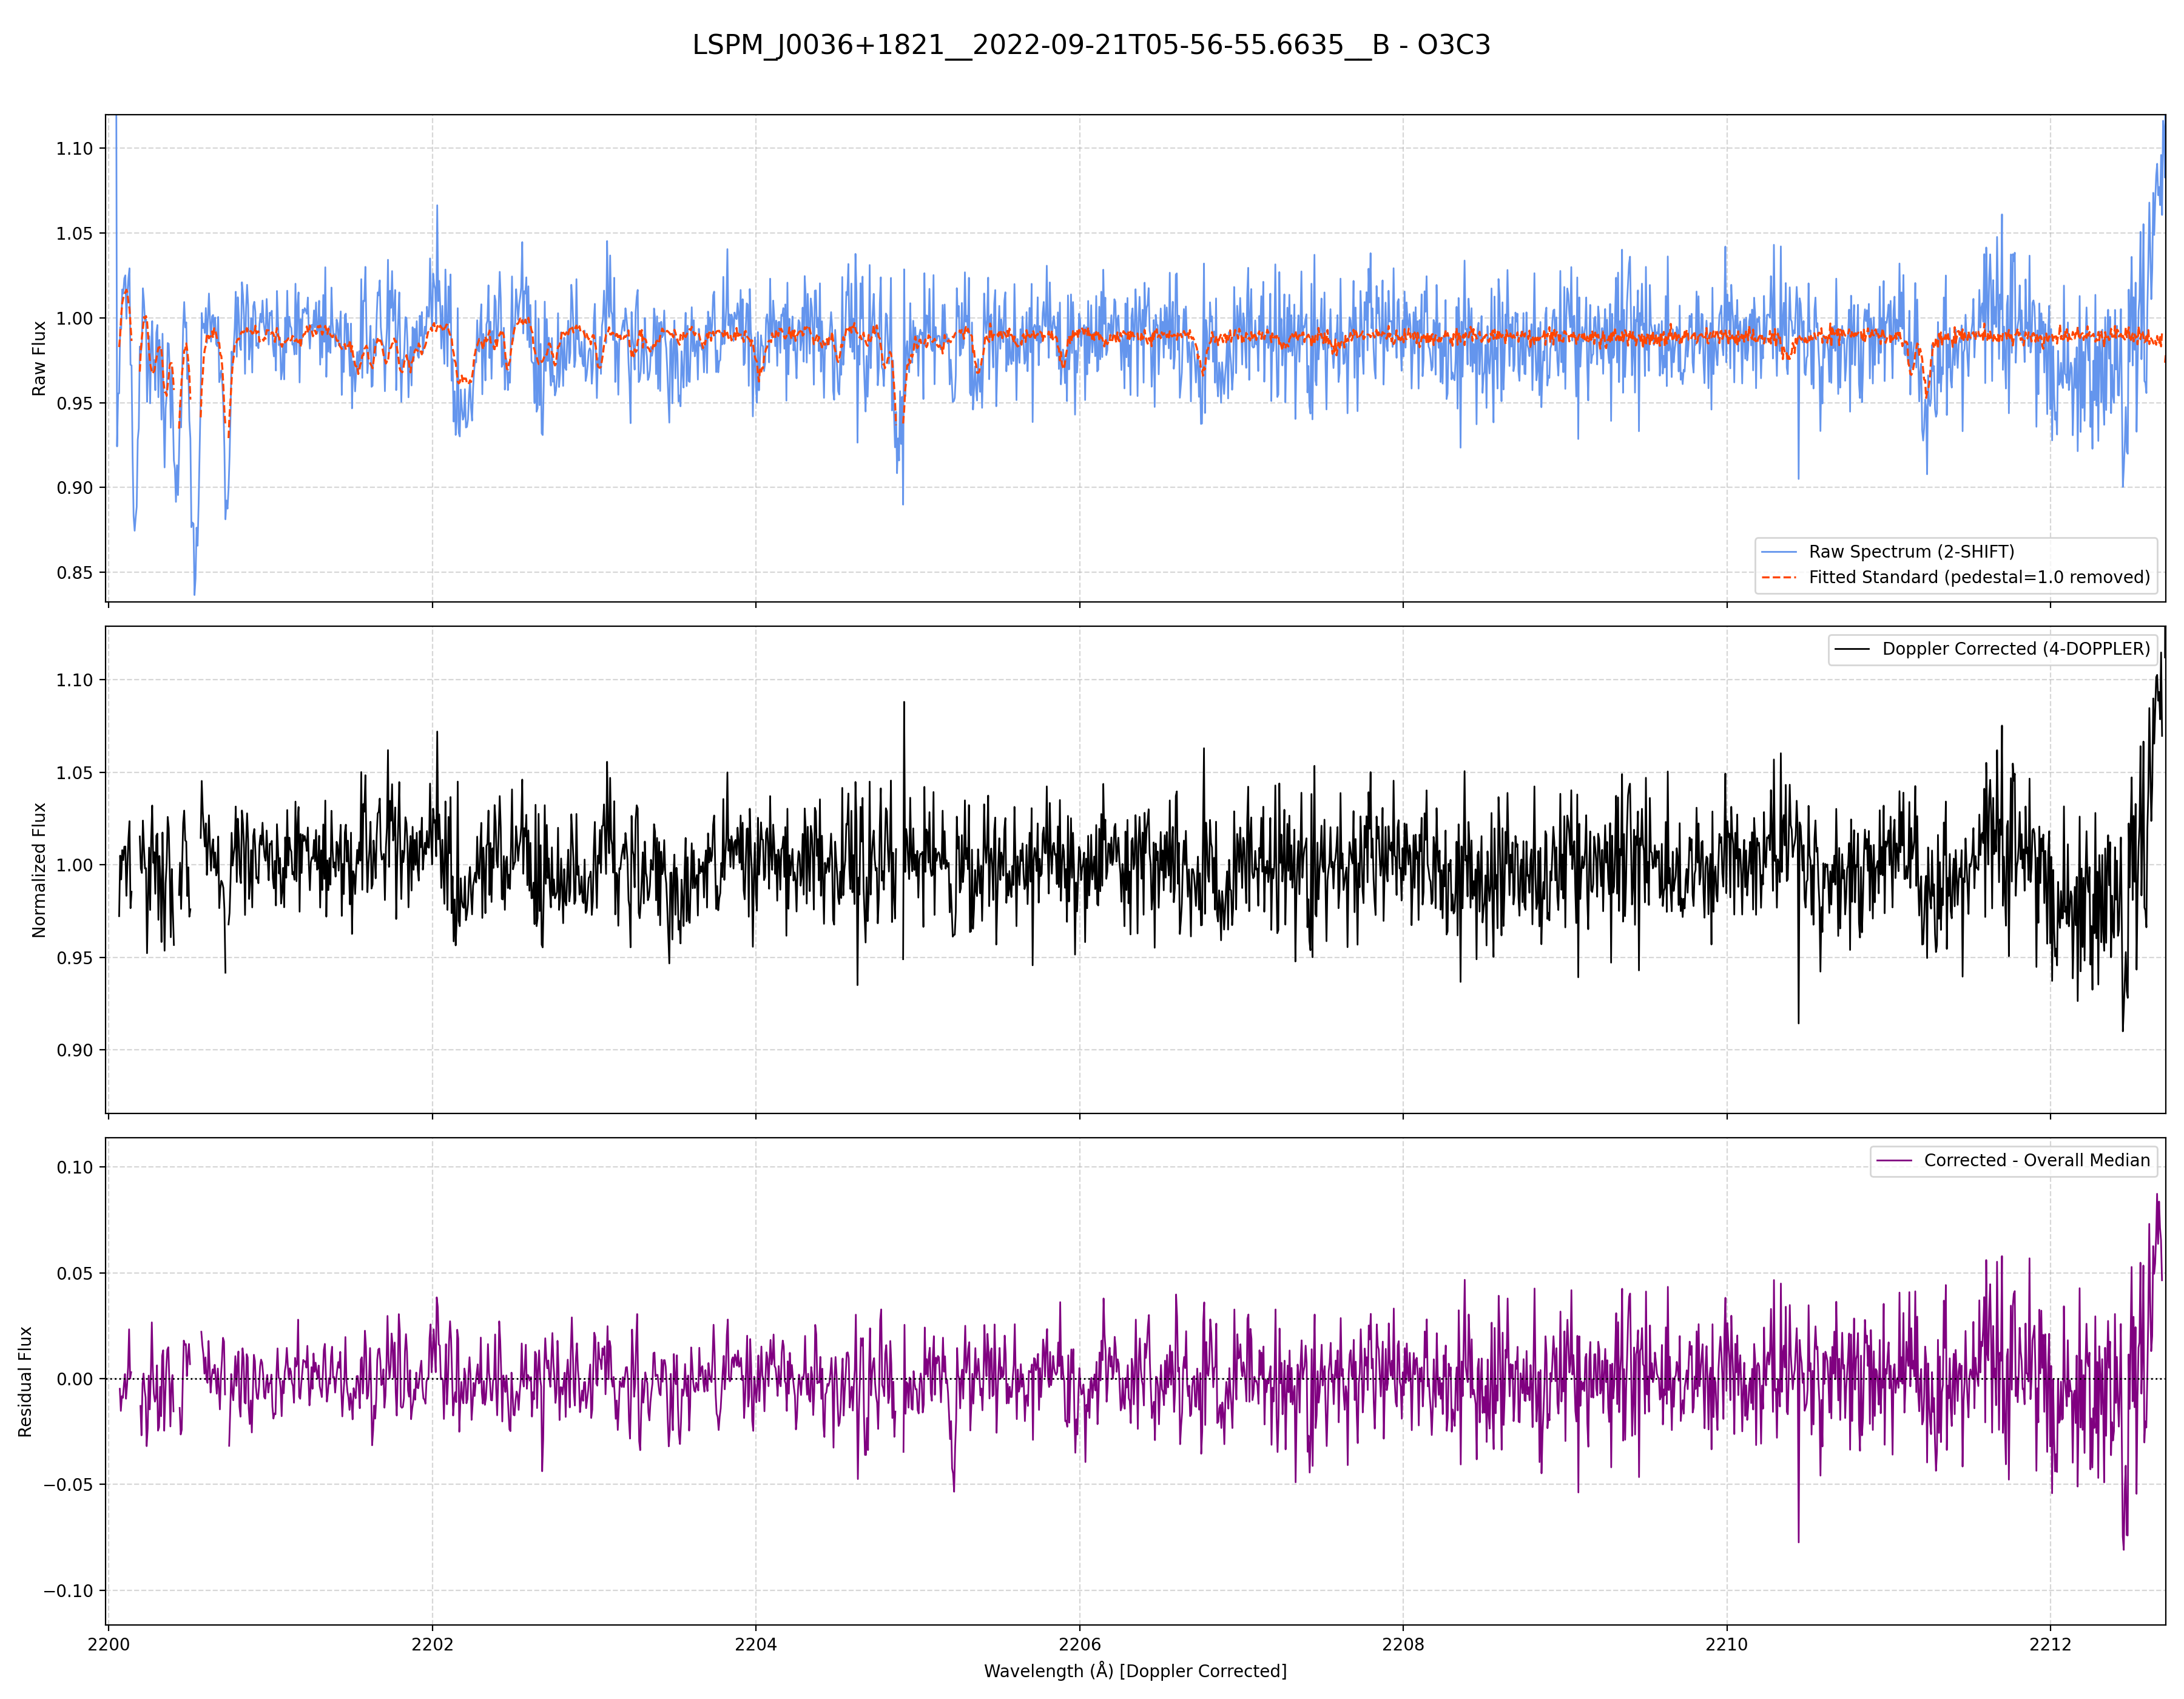 LSPM_J0036+1821__2022-09-21T05-56-55.6635__B - O3C3
Raw Flux
1.10
1.05
1.00
0.95
0.90
0.85
Raw Spectrum (2-SHIFT)
Fitted Standard (pedestal=1.0 removed)
Normalized Flux
1.10
1.05
1.00
0.95
0.90
Doppler Corrected (4-DOPPLER)
Residual Flux
0.10
0.05
0.00
−0.05
−0.10
Corrected - Overall Median
2200 2202 2204 2206 2208 2210 2212
Wavelength (Å) [Doppler Corrected]